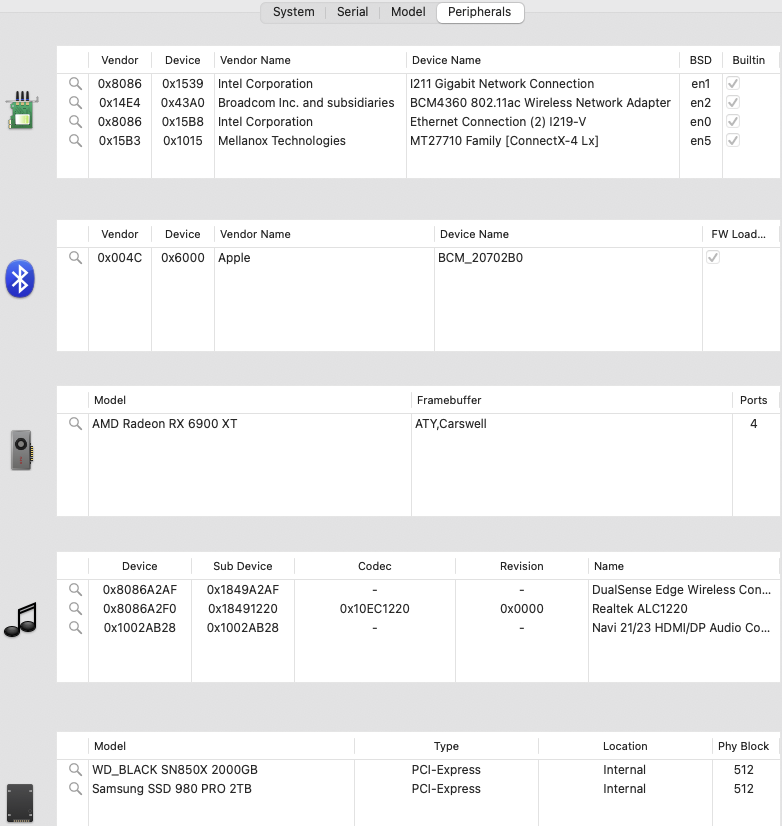 System Serial Model Peripherals
Vendor Device Vendor Name Device Name BSD Builtin
0x8086 0x1539 Intel Corporation I211 Gigabit Network Connection en1
0x14E4 0x43A0 Broadcom Inc. and subsidiaries BCM4360 802.11ac Wireless Network Adapter en2
0x8086 0x15B8 Intel Corporation Ethernet Connection (2) I219-V en0
0x15B3 0x1015 Mellanox Technologies MT27710 Family [ConnectX-4 Lx] en5
Vendor Device Vendor Name Device Name FW Load...
0x004C 0x6000 Apple BCM_20702B0
Model Framebuffer Ports
AMD Radeon RX 6900 XT ATY,Carswell 4
Device Sub Device Codec Revision Name
0x8086A2AF 0x1849A2AF - - DualSense Edge Wireless Con...
0x8086A2F0 0x18491220 0x10EC1220 0x0000 Realtek ALC1220
0x1002AB28 0x1002AB28 - - Navi 21/23 HDMI/DP Audio Co...
Model Type Location Phy Block
WD_BLACK SN850X 2000GB PCI-Express Internal 512
Samsung SSD 980 PRO 2TB PCI-Express Internal 512